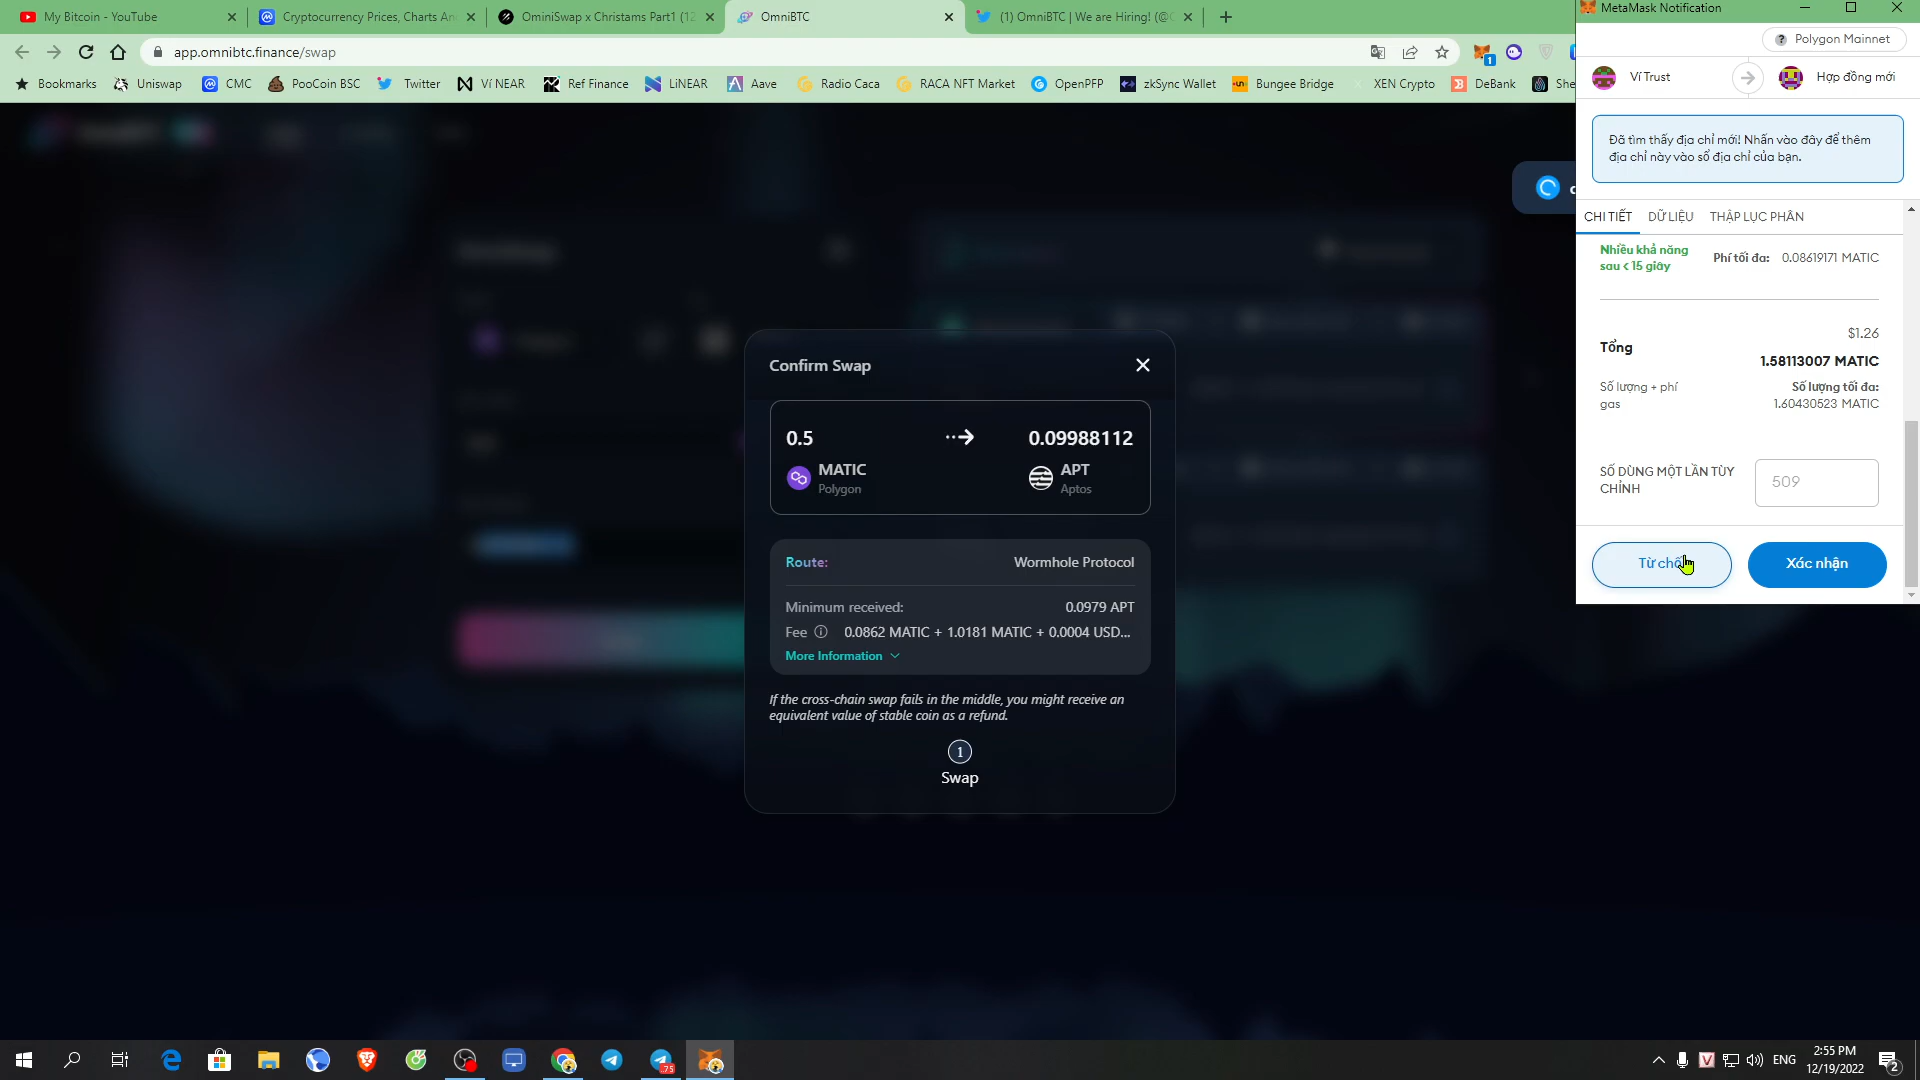 My Bitcoin - YouTube
Cryptocurrency Prices, Charts An
OminiSwap x Christams Part1 (12
OmniBTC
(1) OmniBTC | We are Hiring! (@O
MetaMask Notification
app.omnibtc.finance/swap
1
Polygon Mainnet
Bookmarks
Uniswap
CMC
PooCoin BSC
Twitter
Ví NEAR
Ref Finance
LiNEAR
Aave
Radio Caca
RACA NFT Market
OpenPFP
zkSync Wallet
Bungee Bridge
XEN Crypto
DeBank
She
Ví Trust
Hợp đồng mới
Đã tìm thấy địa chỉ mới! Nhấn vào đây để thêm
địa chỉ này vào sổ địa chỉ của bạn.
CHI TIẾT
DỮ LIỆU
THẬP LỤC PHÂN
Nhiều khả năng
sau < 15 giây
Phí tối đa:
0.08619171 MATIC
$1.26
Tổng
1.58113007 MATIC
Số lượng + phí
gas
Số lượng tối đa:
1.60430523 MATIC
SỐ DÙNG MỘT LẦN TÙY
CHỈNH
509
Xác nhận
Confirm Swap
0.5
0.09988112
MATIC
Polygon
APT
Aptos
Route:
Wormhole Protocol
Minimum received:
0.0979 APT
Fee
0.0862 MATIC + 1.0181 MATIC + 0.0004 USD...
More Information
If the cross-chain swap fails in the middle, you might receive an
equivalent value of stable coin as a refund.
1
Swap
.75
ENG
2:55 PM
12/19/2022
2